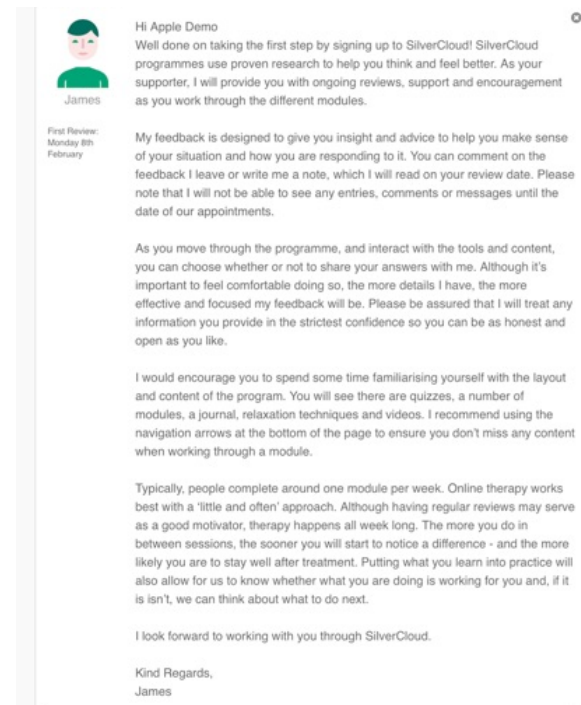 Hi Apple Demo
Well done on taking the first step by signing up to SilverCloud! SilverCloud
programmes use proven research to help you think and feel better. As your
supporter, I will provide you with ongoing reviews, support and encouragement
as you work through the different modules.
James
First Review:
Monday 8th
February
My feedback is designed to give you insight and advice to help you make sense
of your situation and how you are responding to it. You can comment on the
feedback I leave or write me a note, which I will read on your review date. Please
note that I will not be able to see any entries, comments or messages until the
date of our appointments.
As you move through the programme, and interact with the tools and content,
you can choose whether or not to share your answers with me. Although it's
important to feel comfortable doing so, the more details I have, the more
effective and focused my feedback will be. Please be assured that I will treat any
information you provide in the strictest confidence so you can be as honest and
open as you like.
I would encourage you to spend some time familiarising yourself with the layout
and content of the program. You will see there are quizzes, a number of
modules, a journal, relaxation techniques and videos. I recommend using the
navigation arrows at the bottom of the page to ensure you don't miss any content
when working through a module.
Typically, people complete around one module per week. Online therapy works
best with a 'little and often' approach. Although having regular reviews may serve
as a good motivator, therapy happens all week long. The more you do in
between sessions, the sooner you will start to notice a difference - and the more
likely you are to stay well after treatment. Putting what you learn into practice will
also allow for us to know whether what you are doing is working for you and, if it
is isn't, we can think about what to do next.
I look forward to working with you through SilverCloud.
Kind Regards,
James